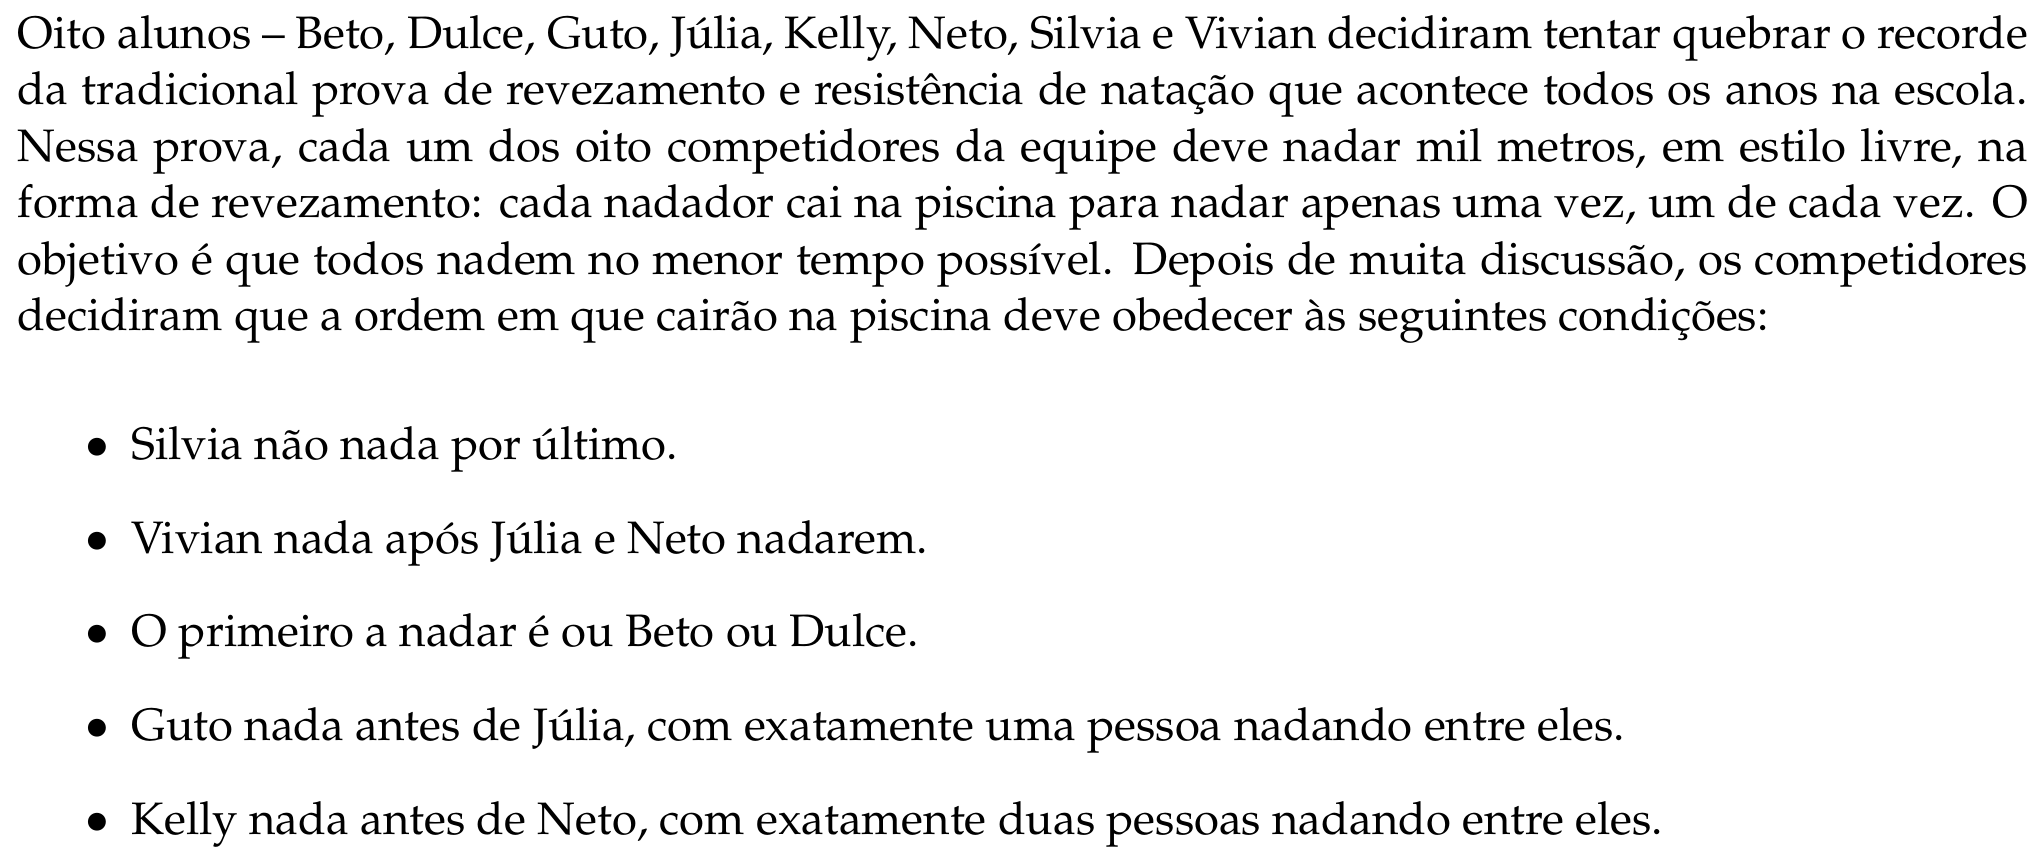 Oito alunos – Beto, Dulce, Guto, Júlia, Kelly, Neto, Silvia e Vivian decidiram tentar quebrar o recorde
da tradicional prova de revezamento e resistência de natação que acontece todos os anos na escola.
Nessa prova, cada um dos oito competidores da equipe deve nadar mil metros, em estilo livre, na
forma de revezamento: cada nadador cai na piscina para nadar apenas uma vez, um de cada vez. O
objetivo é que todos nadem no menor tempo possível. Depois de muita discussão, os competidores
decidiram que a ordem em que cairão na piscina deve obedecer às seguintes condições:
• Silvia não nada por último.
• Vivian nada após Júlia e Neto nadarem.
• O primeiro a nadar é ou Beto ou Dulce.
• Guto nada antes de Júlia, com exatamente uma pessoa nadando entre eles.
• Kelly nada antes de Neto, com exatamente duas pessoas nadando entre eles.